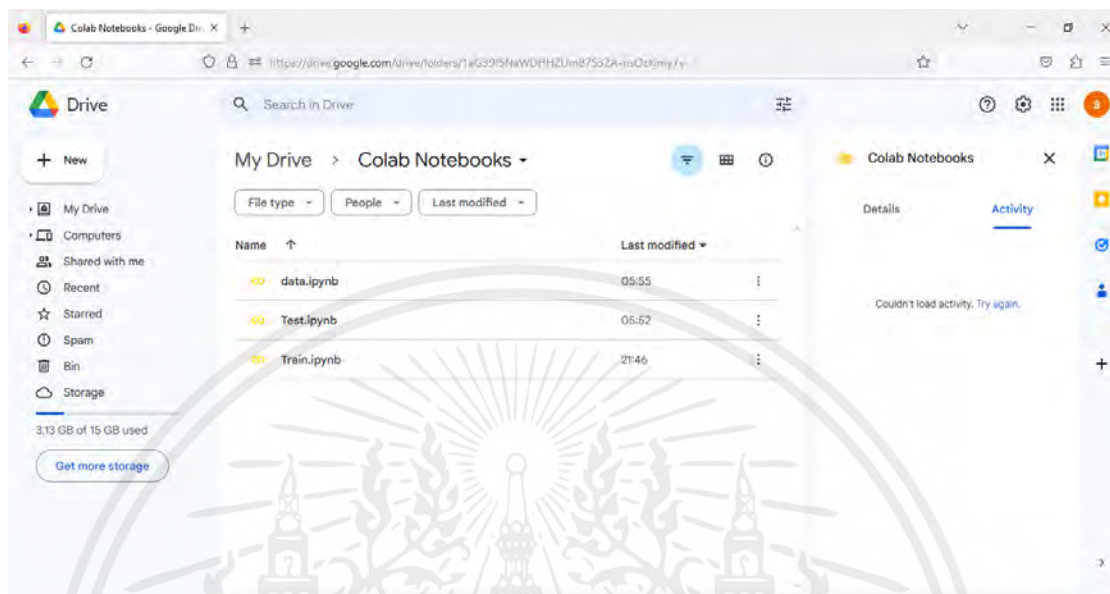 Colab Notebooks - Google Dri
google.com
Drive
Search in Drive
S
New
My Drive
Computers
Shared with me
Recent
Starred
Spam
Bin
Storage
3.13 GB of 15 GB used
Get more storage
My Drive > Colab Notebooks
File type People Last modified
Name Last modified
data.ipynb 05:55
Test.ipynb 05:52
Train.ipynb 21:46
Colab Notebooks
Details Activity
Couldn't load activity. Try again.